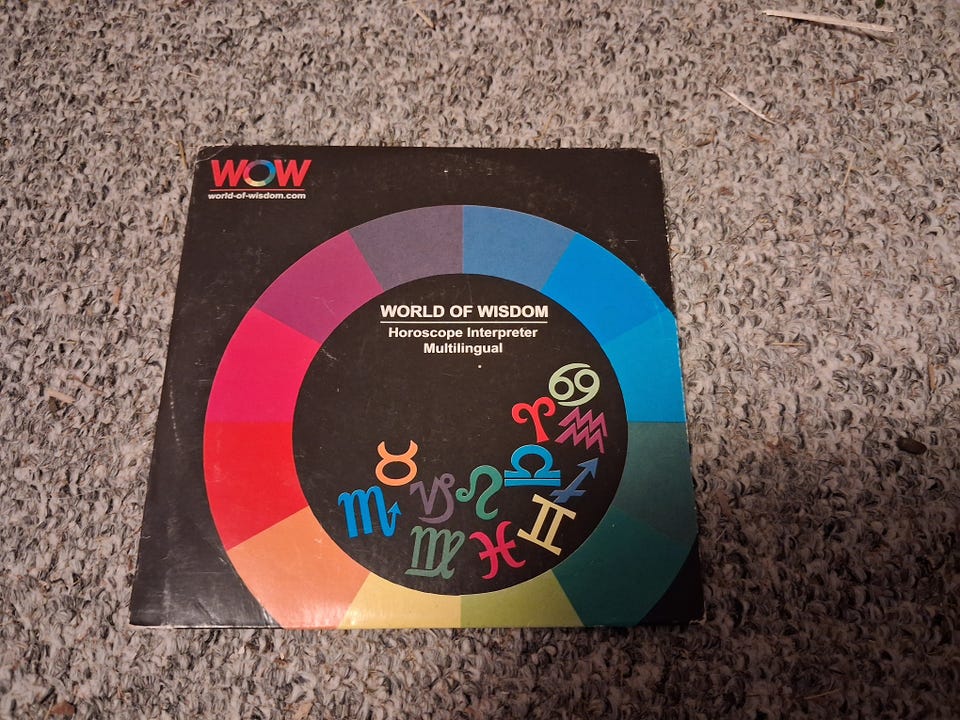 WOW
world-of-wisdom.com
WORLD OF WISDOM
Horoscope Interpreter
Multilingual